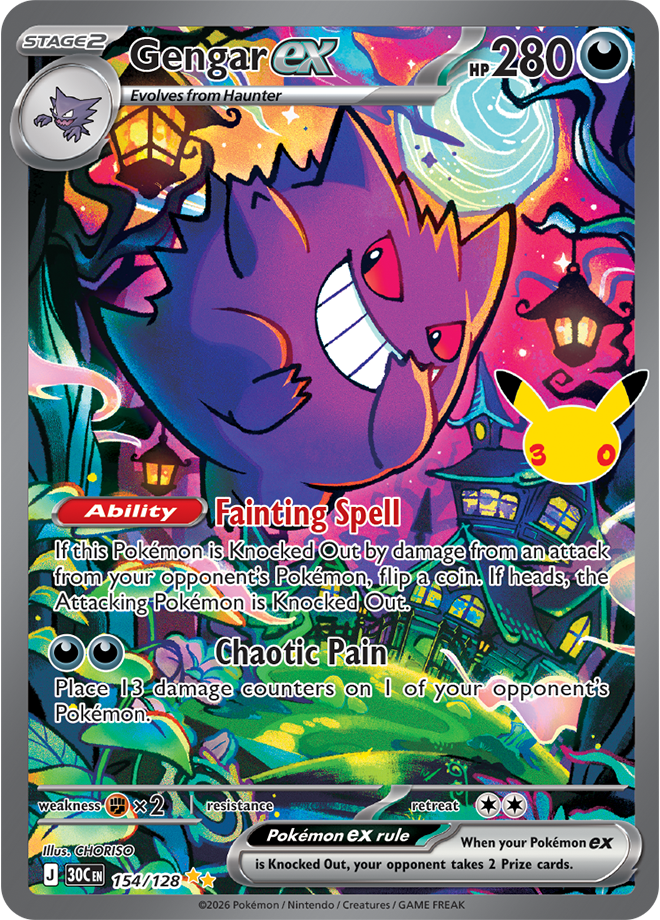 STAGE2
Gengar ex
HP 280
Evolves from Haunter
30
Ability Fainting Spell
If this Pokémon is Knocked Out by damage from an attack
from your opponent's Pokémon, flip a coin. If heads, the
Attacking Pokémon is Knocked Out.
Chaotic Pain
Place 13 damage counters on 1 of your opponent's
Pokémon.
weakness ×2 resistance retreat
Illus. CHORISO
Pokémon ex rule
When your Pokémon ex
is Knocked Out, your opponent takes 2 Prize cards.
J 30C EN 154/128
©2026 Pokémon / Nintendo / Creatures / GAME FREAK